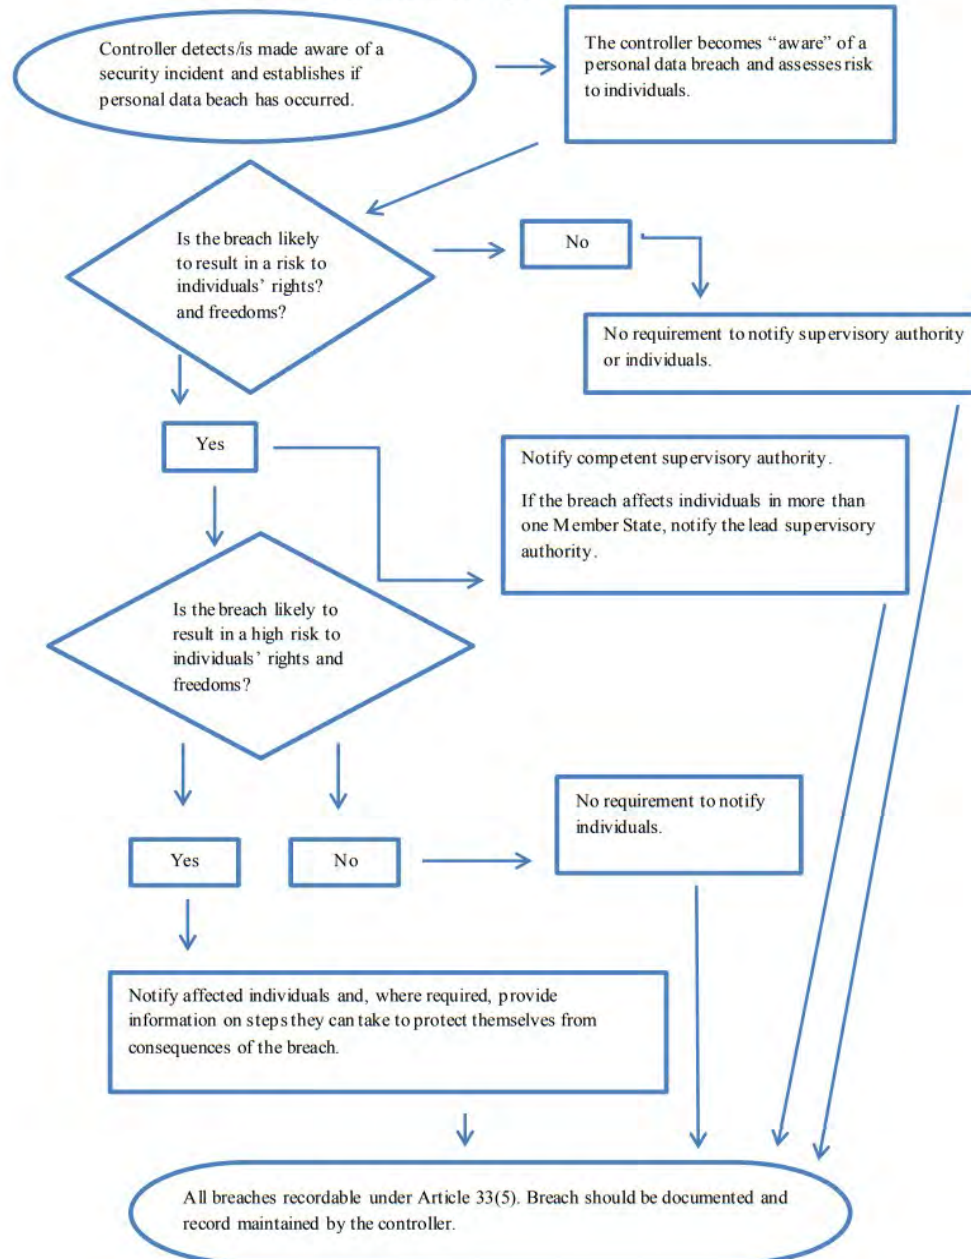 Controller detects/is made aware of a
security incident and establishes if
personal data beach has occurred.
The controller becomes “aware” of a
personal data breach and assesses risk
to individuals.
Is the breach likely
to result in a risk to
individuals’ rights?
and freedoms?
No
No requirement to notify supervisory authority
or individuals.
Yes
Notify competent supervisory authority.
If the breach affects individuals in more than
one Member State, notify the lead supervisory
authority.
Is the breach likely to
result in a high risk to
individuals’ rights and
freedoms?
Yes
No
No requirement to notify
individuals.
Notify affected individuals and, where required, provide
information on steps they can take to protect themselves from
consequences of the breach.
All breaches recordable under Article 33(5). Breach should be documented and
record maintained by the controller.